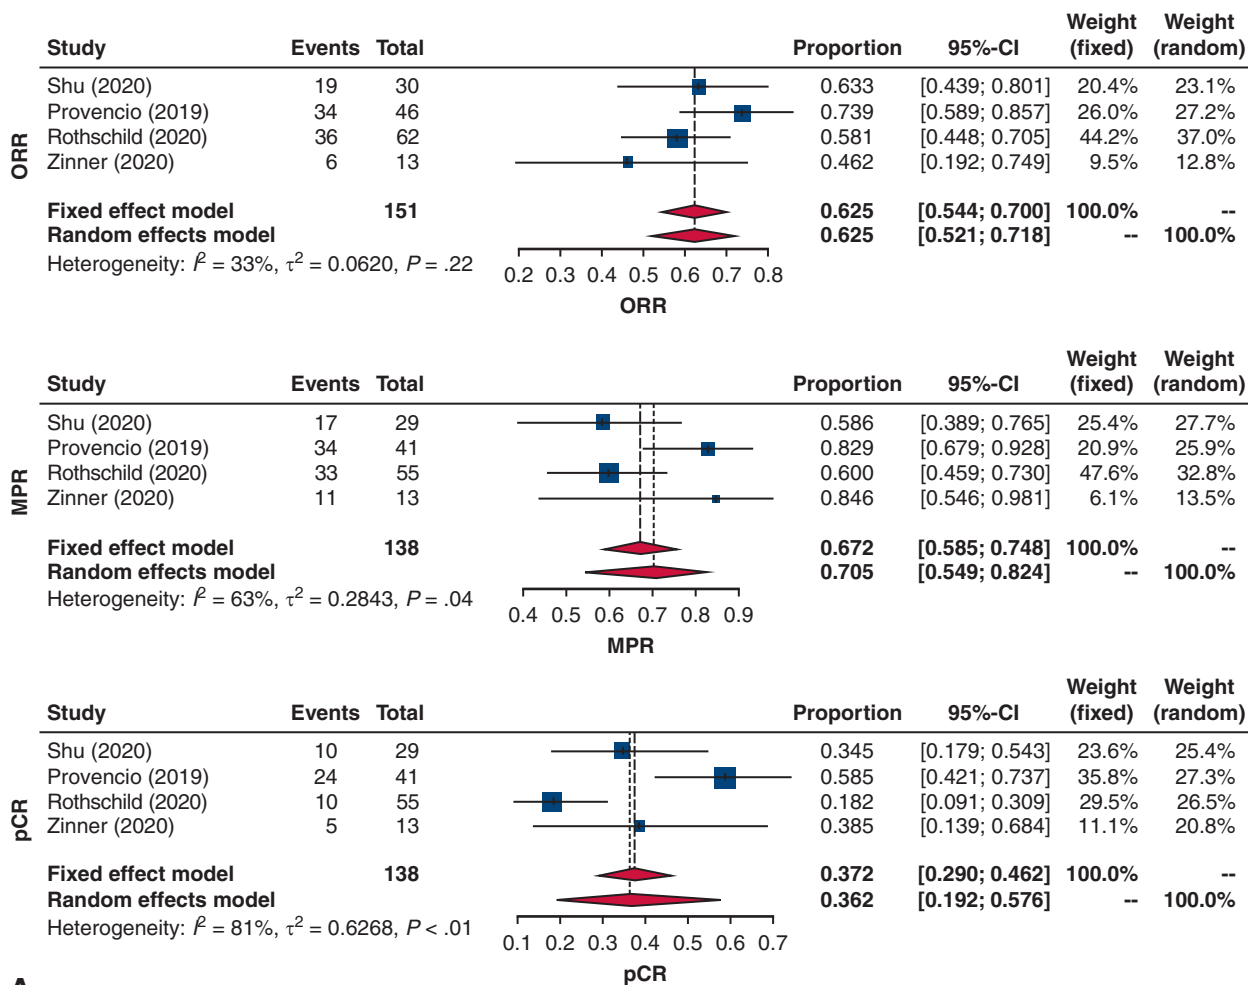 Study Events Total Proportion 95%-CI Weight (fixed) Weight (random)
Shu (2020) 19 30 0.633 [0.439; 0.801] 20.4% 23.1%
Provencio (2019) 34 46 0.739 [0.589; 0.857] 26.0% 27.2%
Rothschild (2020) 36 62 0.581 [0.448; 0.705] 44.2% 37.0%
Zinner (2020) 6 13 0.462 [0.192; 0.749] 9.5% 12.8%
ORR
Fixed effect model 151 0.625 [0.544; 0.700] 100.0% --
Random effects model 0.625 [0.521; 0.718] -- 100.0%
Heterogeneity: I² = 33%, τ² = 0.0620, P = .22
0.2 0.3 0.4 0.5 0.6 0.7 0.8
ORR
Study Events Total Proportion 95%-CI Weight (fixed) Weight (random)
Shu (2020) 17 29 0.586 [0.389; 0.765] 25.4% 27.7%
Provencio (2019) 34 41 0.829 [0.679; 0.928] 20.9% 25.9%
Rothschild (2020) 33 55 0.600 [0.459; 0.730] 47.6% 32.8%
Zinner (2020) 11 13 0.846 [0.546; 0.981] 6.1% 13.5%
MPR
Fixed effect model 138 0.672 [0.585; 0.748] 100.0% --
Random effects model 0.705 [0.549; 0.824] -- 100.0%
Heterogeneity: I² = 63%, τ² = 0.2843, P = .04
0.4 0.5 0.6 0.7 0.8 0.9
MPR
Study Events Total Proportion 95%-CI Weight (fixed) Weight (random)
Shu (2020) 10 29 0.345 [0.179; 0.543] 23.6% 25.4%
Provencio (2019) 24 41 0.585 [0.421; 0.737] 35.8% 27.3%
Rothschild (2020) 10 55 0.182 [0.091; 0.309] 29.5% 26.5%
Zinner (2020) 5 13 0.385 [0.139; 0.684] 11.1% 20.8%
pCR
Fixed effect model 138 0.372 [0.290; 0.462] 100.0% --
Random effects model 0.362 [0.192; 0.576] -- 100.0%
Heterogeneity: I² = 81%, τ² = 0.6268, P < .01
0.1 0.2 0.3 0.4 0.5 0.6 0.7
pCR